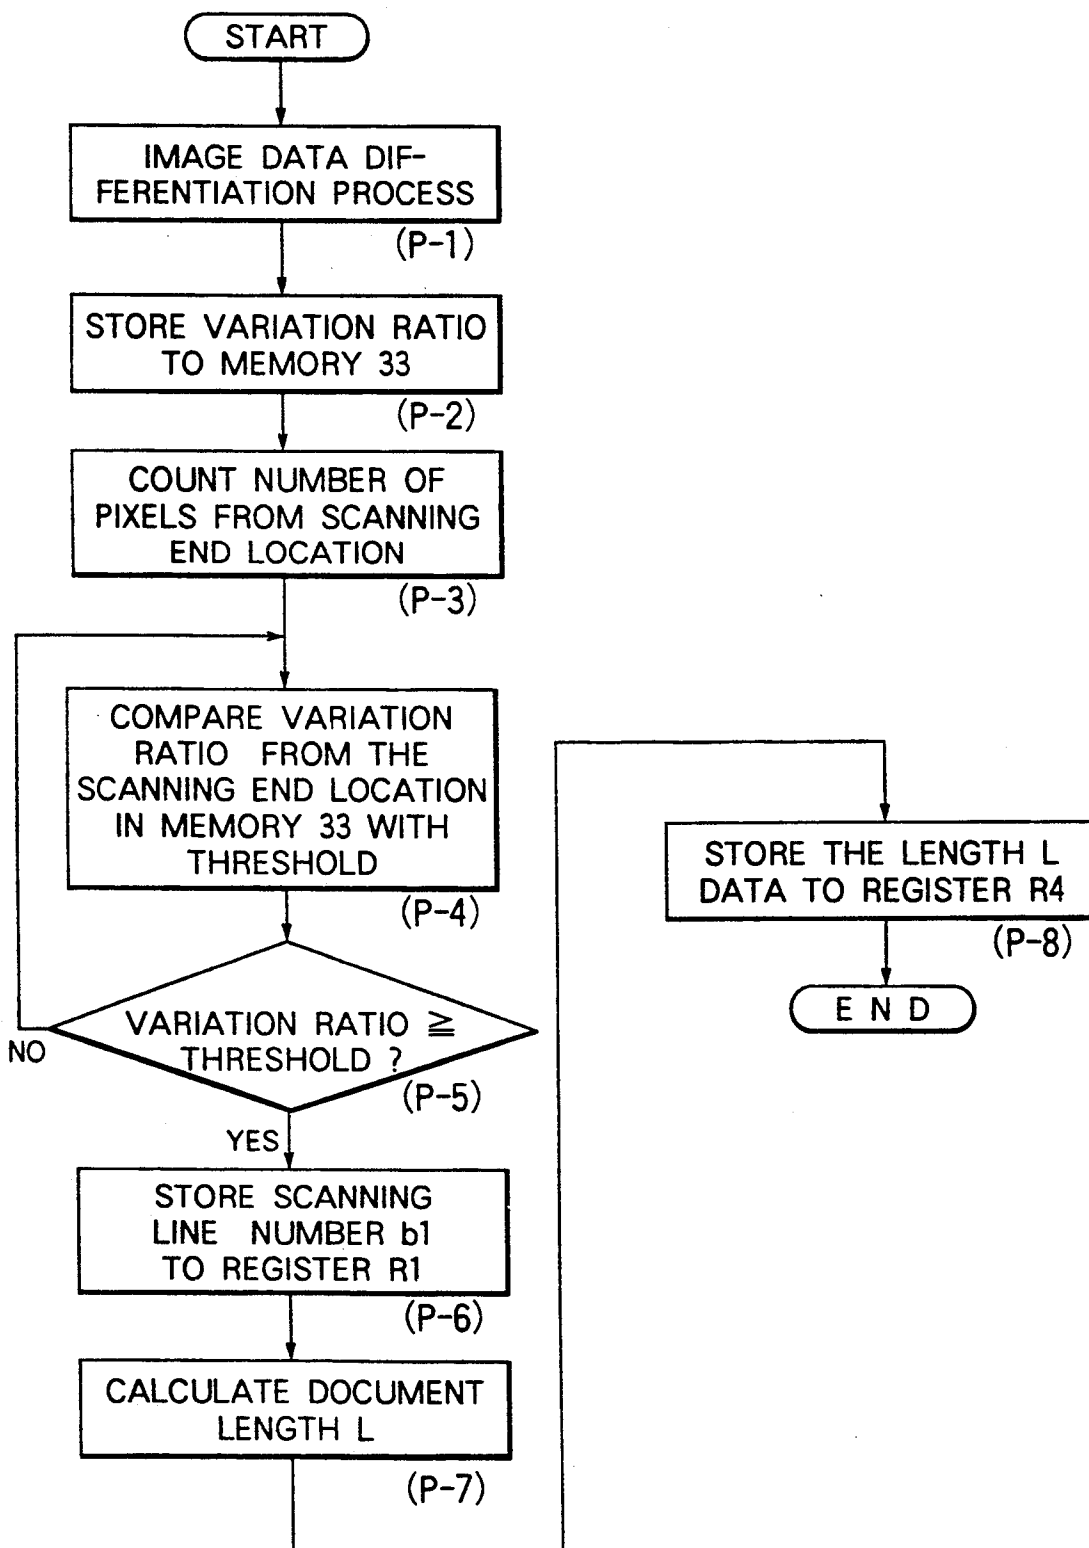 START
IMAGE DATA DIF-
FERENTIATION PROCESS
(P-1)
STORE VARIATION RATIO
TO MEMORY 33
(P-2)
COUNT NUMBER OF
PIXELS FROM SCANNING
END LOCATION
(P-3)
COMPARE VARIATION
RATIO FROM THE
SCANNING END LOCATION
IN MEMORY 33 WITH
THRESHOLD
(P-4)
VARIATION RATIO ≧
THRESHOLD ?
(P-5)
NO
YES
STORE SCANNING
LINE NUMBER b1
TO REGISTER R1
(P-6)
CALCULATE DOCUMENT
LENGTH L
(P-7)
STORE THE LENGTH L
DATA TO REGISTER R4
(P-8)
END